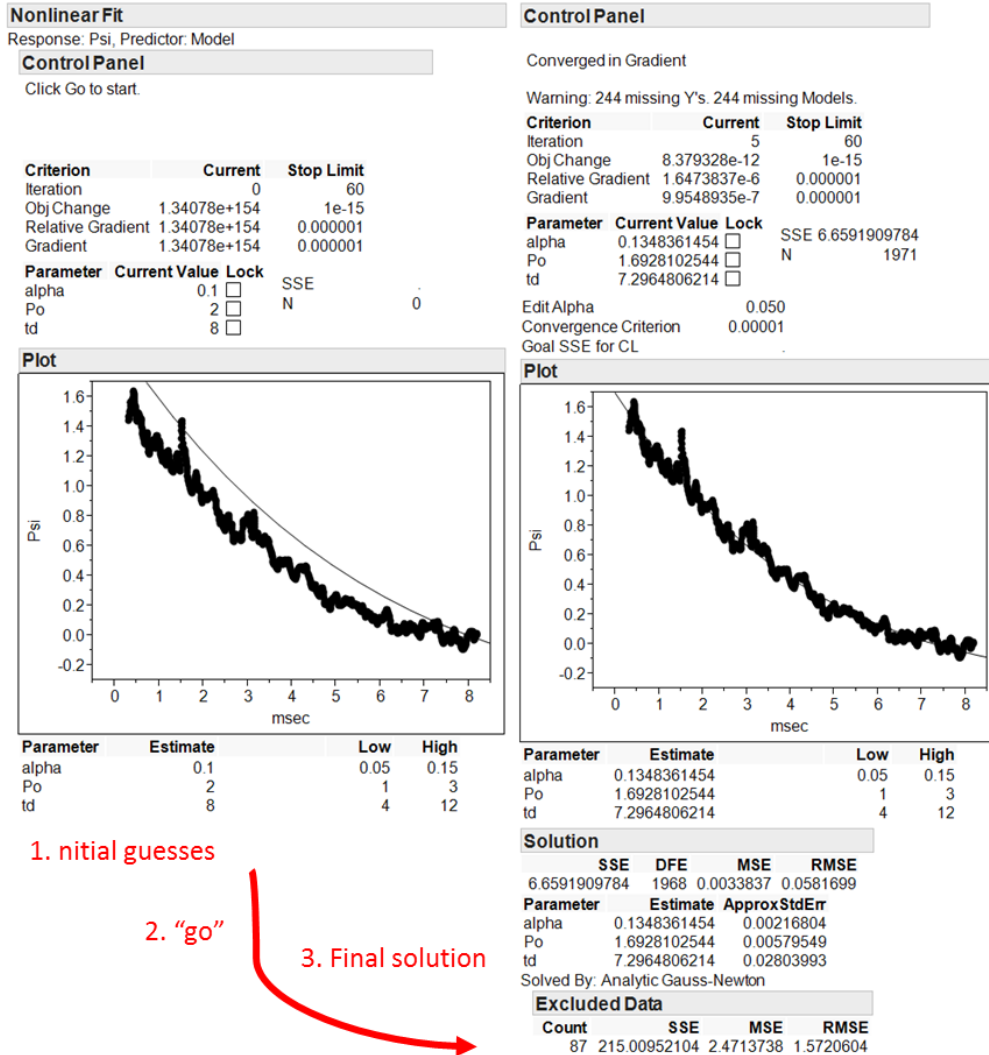 Nonlinear Fit
Response: Psi, Predictor: Model
Control Panel
Click Go to start.
Criterion Current Stop Limit
Iteration 0 60
Obj Change 1.34078e+154 1e-15
Relative Gradient 1.34078e+154 0.000001
Gradient 1.34078e+154 0.000001
Parameter Current Value Lock
alpha 0.1
Po 2
td 8
SSE .
N 0
Plot
1.6
1.4
1.2
1.0
0.8
0.6
0.4
0.2
0.0
-0.2
Psi
0 1 2 3 4 5 6 7 8
msec
Parameter Estimate Low High
alpha 0.1 0.05 0.15
Po 2 1 3
td 8 4 12
1. nitial guesses
2. “go”
3. Final solution
Control Panel
Converged in Gradient
Warning: 244 missing Y's. 244 missing Models.
Criterion Current Stop Limit
Iteration 5 60
Obj Change 8.379328e-12 1e-15
Relative Gradient 1.6473837e-6 0.000001
Gradient 9.9548935e-7 0.000001
Parameter Current Value Lock
alpha 0.1348361454
Po 1.6928102544
td 7.2964806214
SSE 6.6591909784
N 1971
Edit Alpha 0.050
Convergence Criterion 0.00001
Goal SSE for CL .
Plot
1.6
1.4
1.2
1.0
0.8
0.6
0.4
0.2
0.0
-0.2
Psi
0 1 2 3 4 5 6 7 8
msec
Parameter Estimate Low High
alpha 0.1348361454 0.05 0.15
Po 1.6928102544 1 3
td 7.2964806214 4 12
Solution
SSE DFE MSE RMSE
6.6591909784 1968 0.0033837 0.0581699
Parameter Estimate ApproxStdErr
alpha 0.1348361454 0.00216804
Po 1.6928102544 0.00579549
td 7.2964806214 0.02803993
Solved By: Analytic Gauss-Newton
Excluded Data
Count SSE MSE RMSE
87 215.00952104 2.4713738 1.5720604